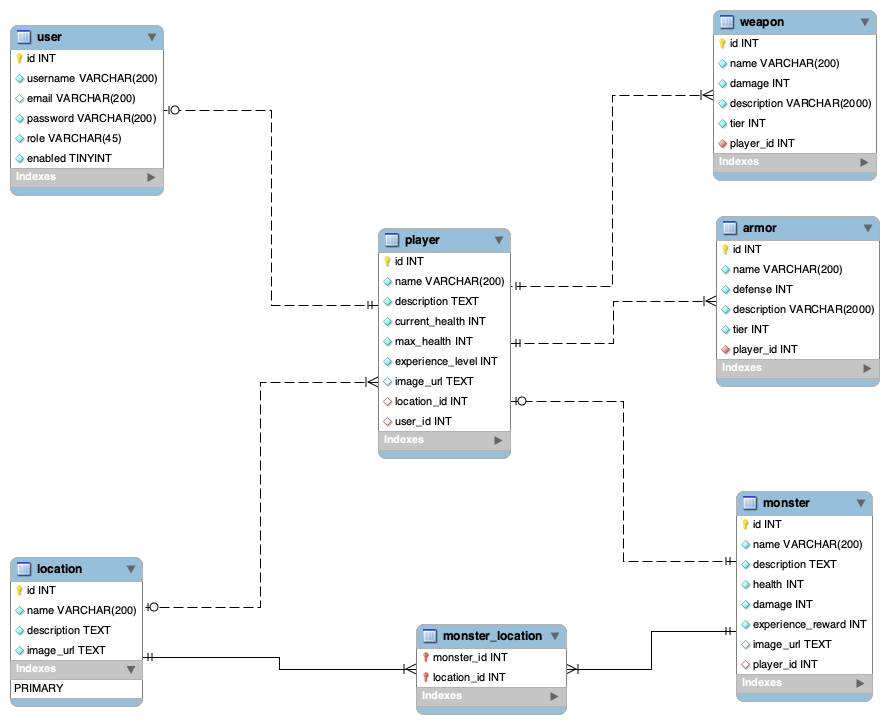 user
id INT
username VARCHAR(200)
email VARCHAR(200)
password VARCHAR(200)
role VARCHAR(45)
enabled TINYINT
Indexes
weapon
id INT
name VARCHAR(200)
damage INT
description VARCHAR(2000)
tier INT
player_id INT
Indexes
player
id INT
name VARCHAR(200)
description TEXT
current_health INT
max_health INT
experience_level INT
image_url TEXT
location_id INT
user_id INT
Indexes
armor
id INT
name VARCHAR(200)
defense INT
description VARCHAR(2000)
tier INT
player_id INT
Indexes
location
id INT
name VARCHAR(200)
description TEXT
image_url TEXT
Indexes
PRIMARY
monster_location
monster_id INT
location_id INT
Indexes
monster
id INT
name VARCHAR(200)
description TEXT
health INT
damage INT
experience_reward INT
image_url TEXT
player_id INT
Indexes